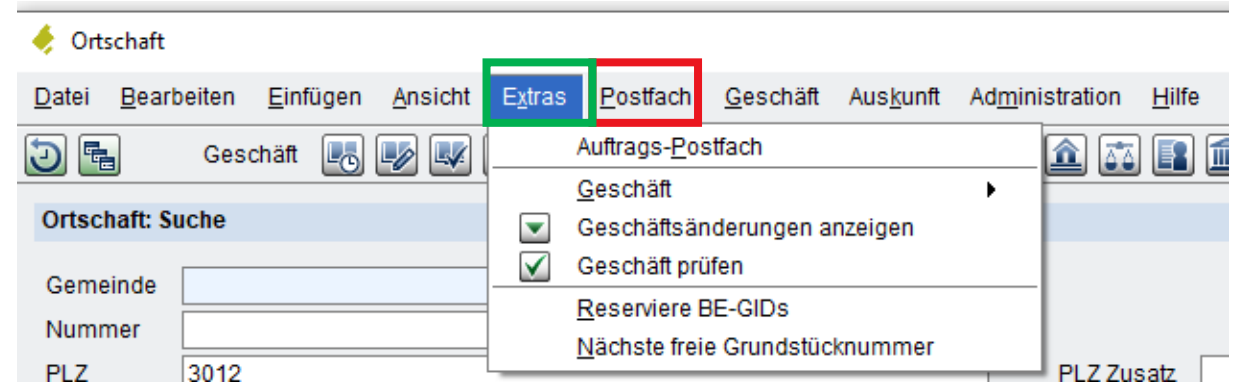 Ortschaft
Datei Bearbeiten Einfügen Ansicht Extras Postfach Geschäft Auskunft Administration Hilfe
Geschäft
Auftrags-Postfach
Geschäft
Geschäftsänderungen anzeigen
Geschäft prüfen
Reserviere BE-GIDs
Nächste freie Grundstücknummer
Ortschaft: Suche
Gemeinde
Nummer
PLZ 3012 PLZ Zusatz